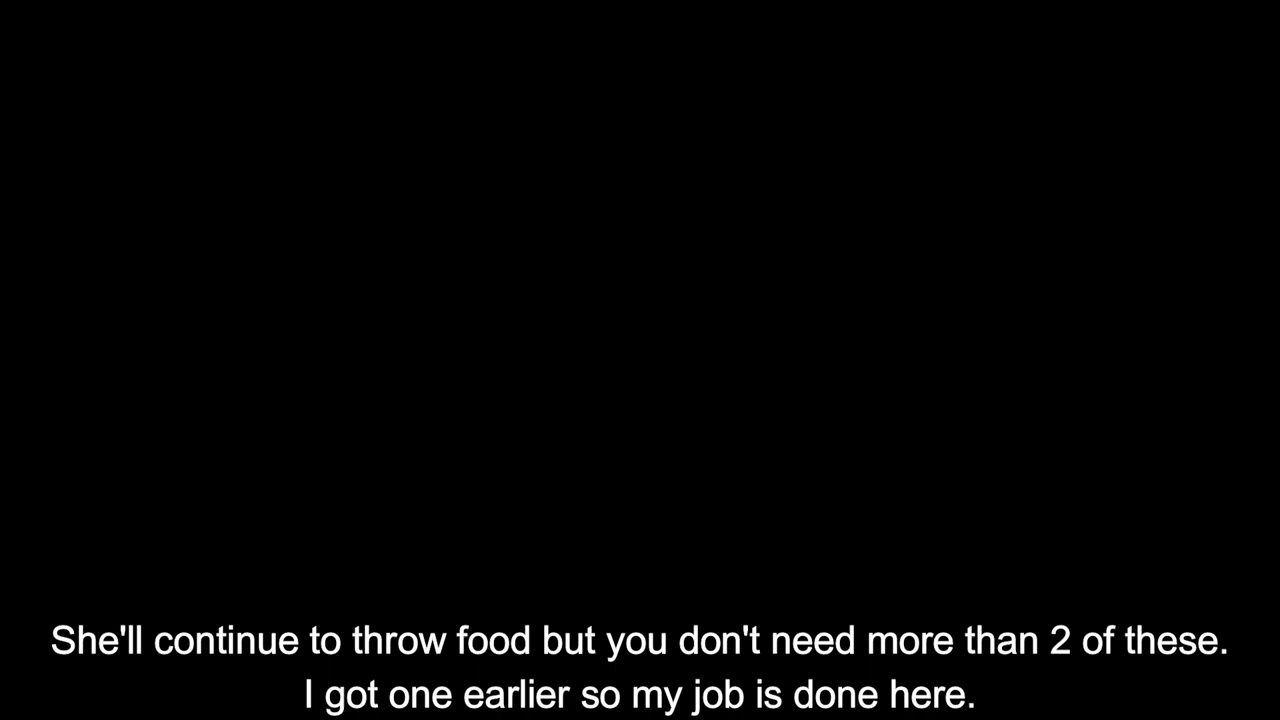 She'll continue to throw food but you don't need more than 2 of these.
I got one earlier so my job is done here.